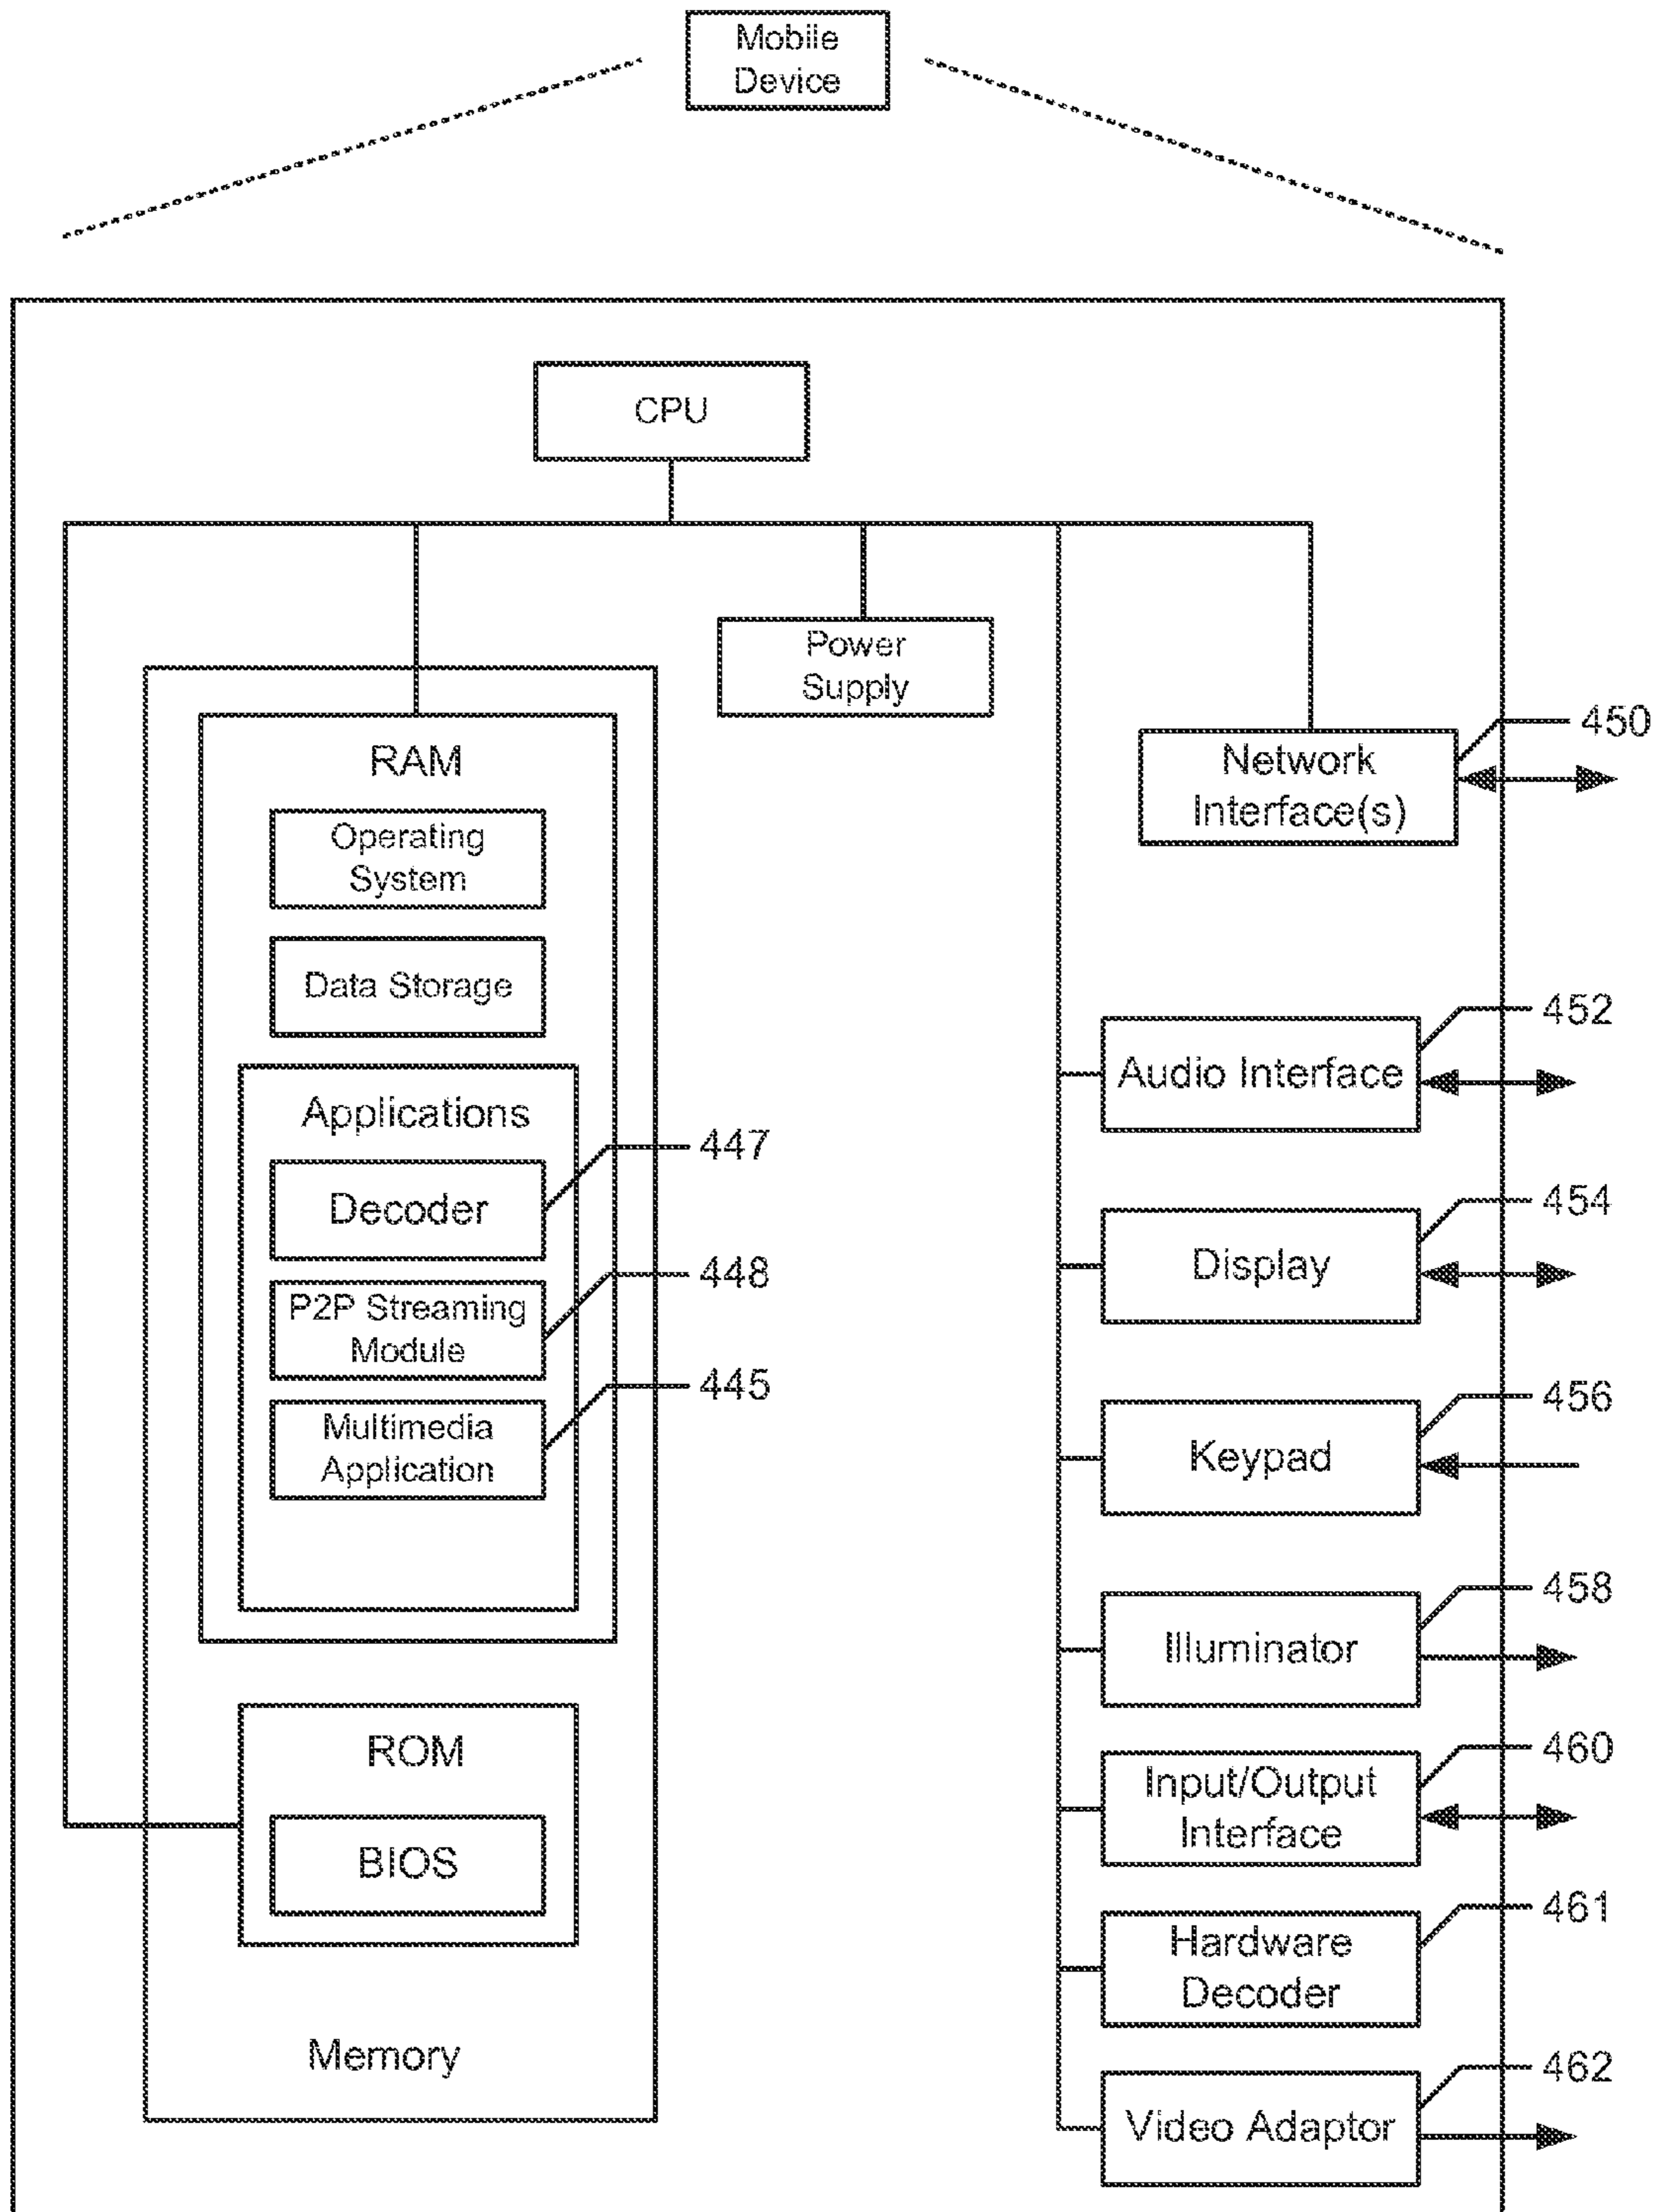 Mobile
Device
CPU
Power
Supply
RAM
Operating
System
Data Storage
Applications
Decoder
447
P2P Streaming
Module
448
Multimedia
Application
445
ROM
BIOS
Memory
Network
Interface(s)
450
Audio Interface
452
Display
454
Keypad
456
Illuminator
458
Input/Output
Interface
460
Hardware
Decoder
461
Video Adaptor
462